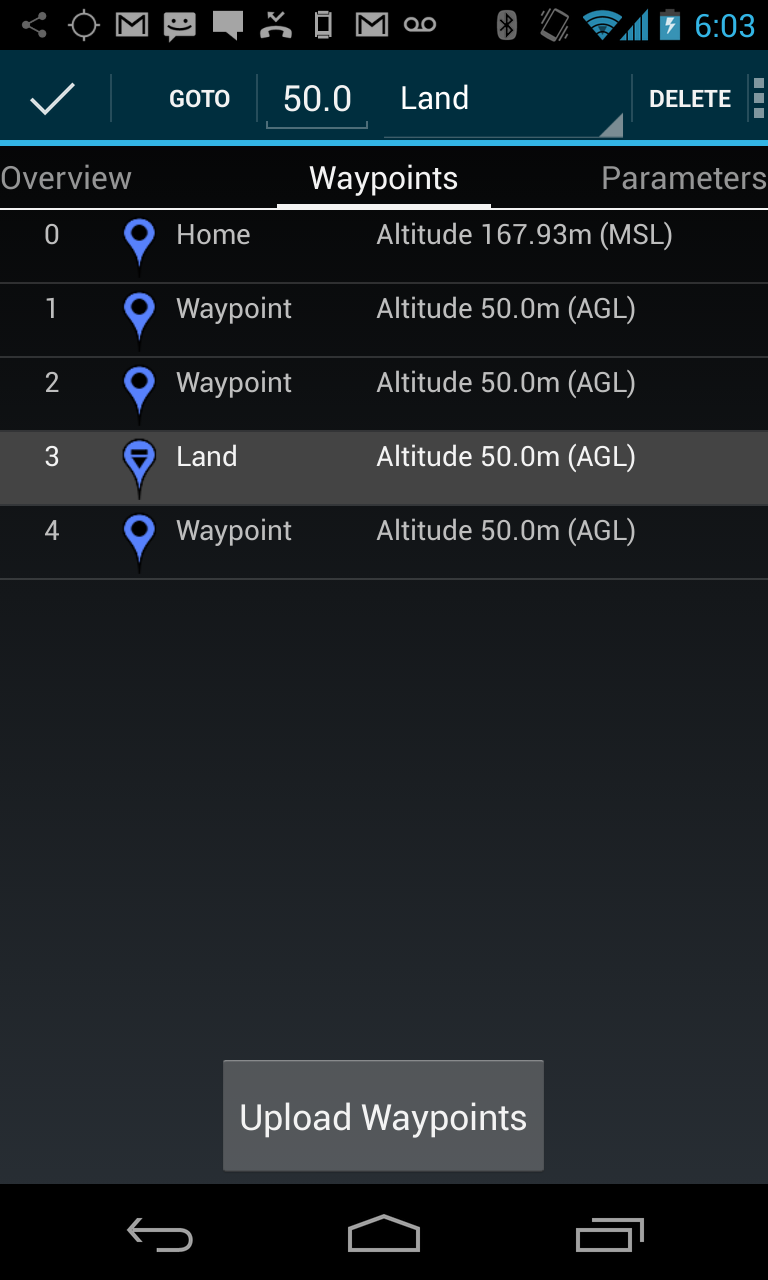 6:03
GOTO 50.0 Land DELETE
Overview Waypoints Parameters
0 Home Altitude 167.93m (MSL)
1 Waypoint Altitude 50.0m (AGL)
2 Waypoint Altitude 50.0m (AGL)
3 Land Altitude 50.0m (AGL)
4 Waypoint Altitude 50.0m (AGL)
Upload Waypoints